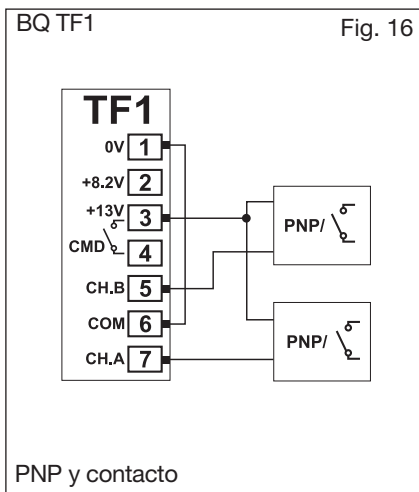 BQ TF1
Fig. 16
TF1
0V 1
+8.2V 2
+13V 3
CMD 4
CH.B 5
COM 6
CH.A 7
PNP/
PNP/
PNP y contacto